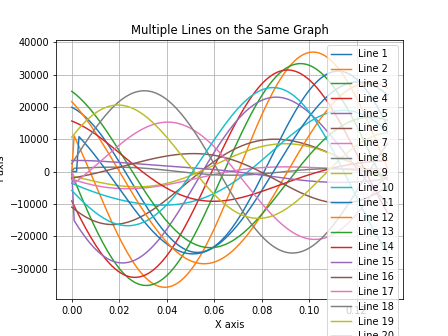 Multiple Lines on the Same Graph
40000
30000
20000
10000
0
−10000
−20000
−30000
0.00 0.02 0.04 0.06 0.08 0.10
X axis
Line 1
Line 2
Line 3
Line 4
Line 5
Line 6
Line 7
Line 8
Line 9
Line 10
Line 11
Line 12
Line 13
Line 14
Line 15
Line 16
Line 17
Line 18
Line 19
Line 20